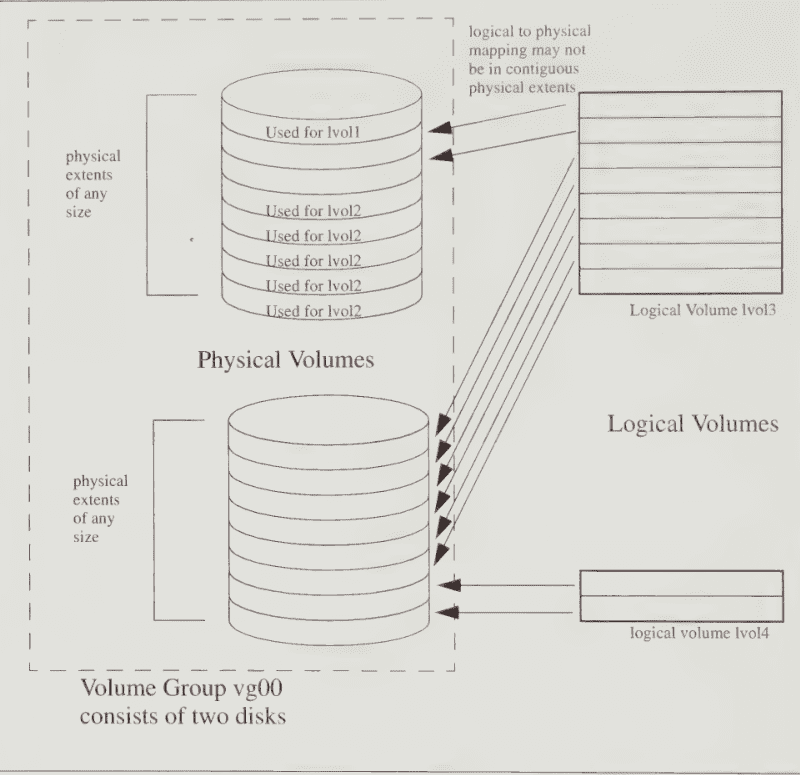 logical to physical
mapping may not
be in contiguous
physical extents
Used for lvol1
physical
extents
of any
size
Used for lvol2
Used for lvol2
Used for lvol2
Used for lvol2
Used for lvol2
Logical Volume lvol3
Physical Volumes
Logical Volumes
physical
extents
of any
size
logical volume lvol4
Volume Group vg00
consists of two disks